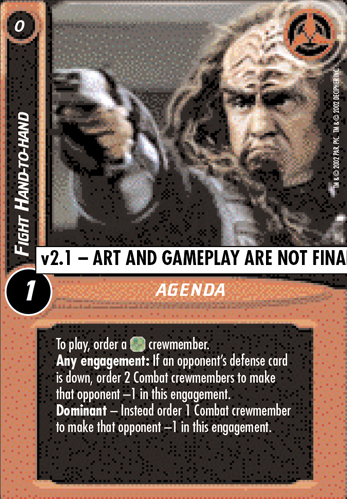 0
FIGHT HAND-TO-HAND
TM & © 2002 PAR. PIC. TM & © 2002 DECIPHER INC.
v2.1 – ART AND GAMEPLAY ARE NOT FINA
1
AGENDA
To play, order a crewmember.
Any engagement: If an opponent's defense card
is down, order 2 Combat crewmembers to make
that opponent –1 in this engagement.
Dominant – Instead order 1 Combat crewmember
to make that opponent –1 in this engagement.